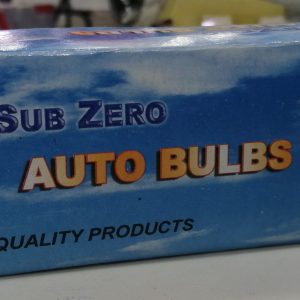 SUB ZERO
AUTO BULBS
QUALITY PRODUCTS